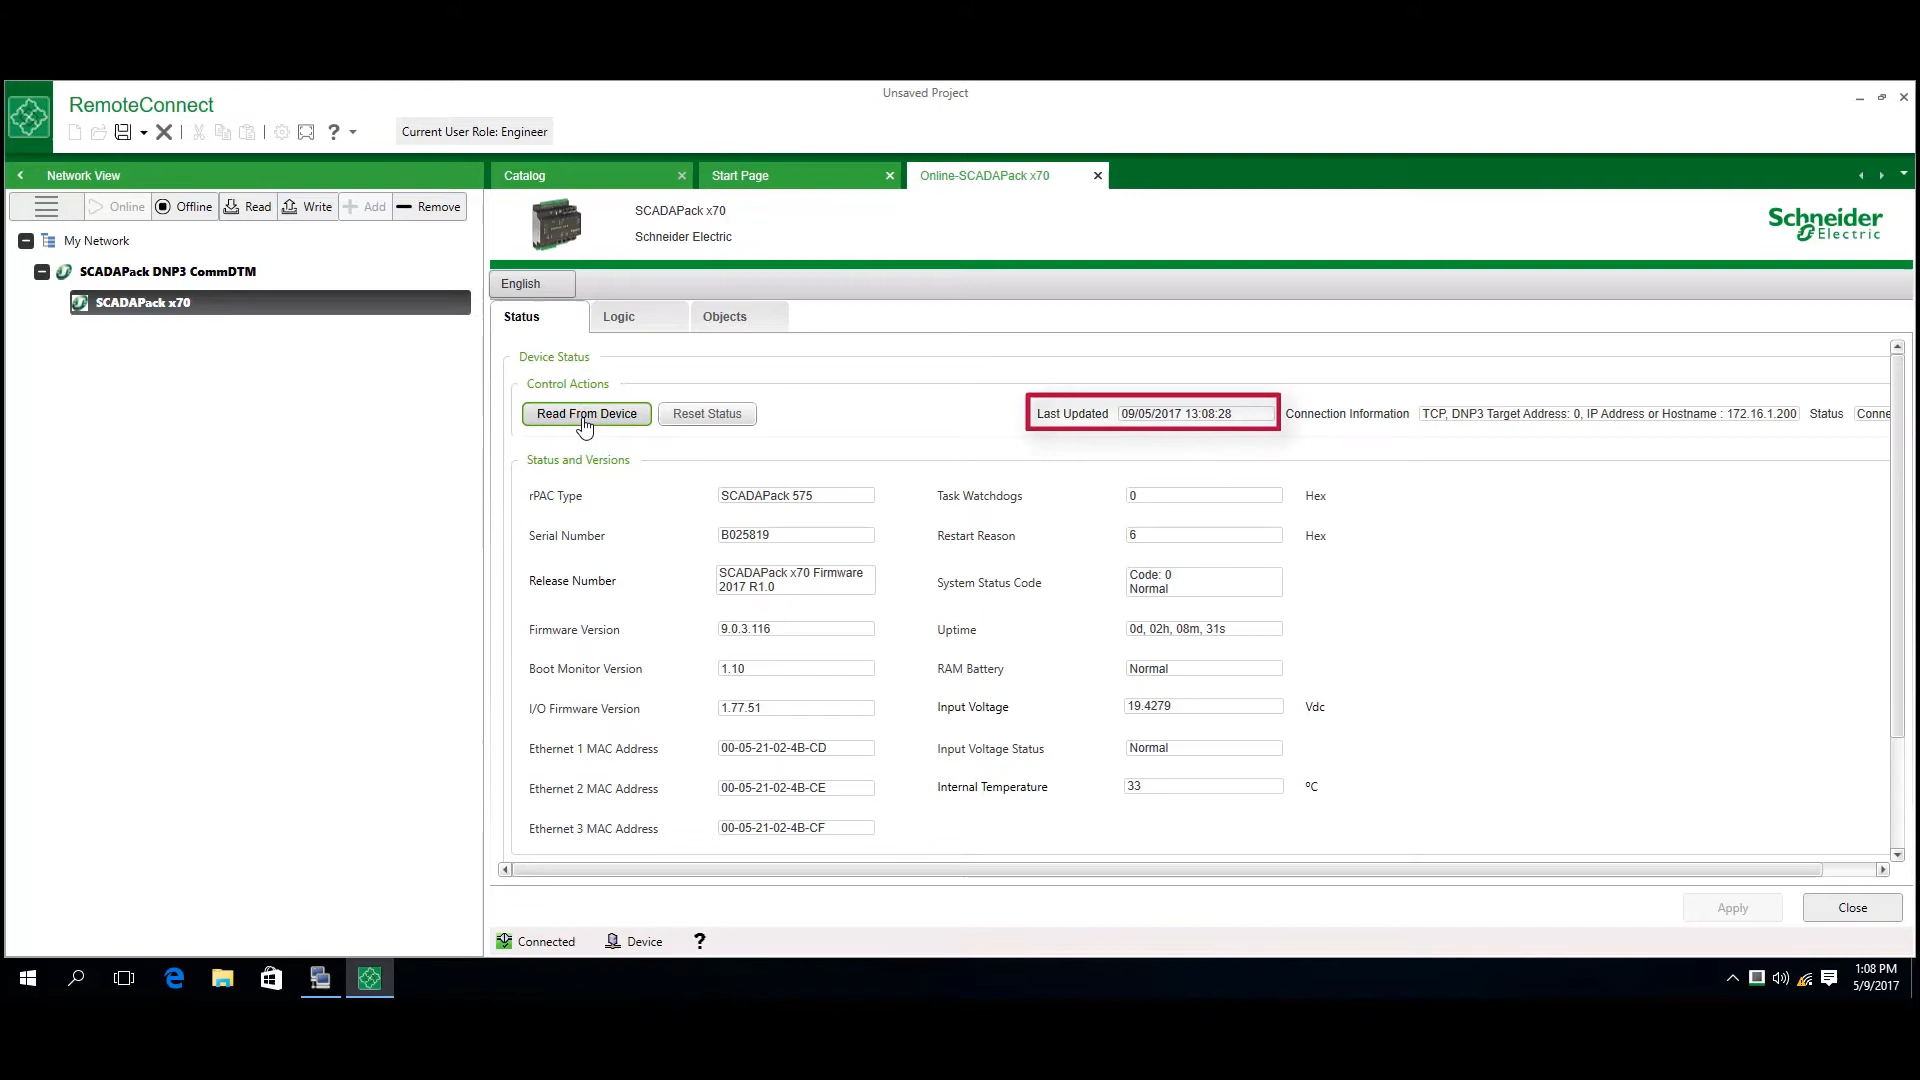 Unsaved Project
RemoteConnect
Current User Role: Engineer
Network View
Catalog
Start Page
Online-SCADAPack x70
Online
Offline
Read
Write
Add
Remove
SCADAPack x70
Schneider Electric
Schneider
Electric
My Network
SCADAPack DNP3 CommDTM
SCADAPack x70
English
Status
Logic
Objects
Device Status
Control Actions
Read From Device
Reset Status
Last Updated 09/05/2017 13:08:28
Connection Information TCP, DNP3 Target Address: 0, IP Address or Hostname : 172.16.1.200
Status Conne
Status and Versions
rPAC Type SCADAPack 575
Task Watchdogs 0 Hex
Serial Number B025819
Restart Reason 6 Hex
Release Number SCADAPack x70 Firmware
2017 R1.0
System Status Code Code: 0
Normal
Firmware Version 9.0.3.116
Uptime 0d, 02h, 08m, 31s
Boot Monitor Version 1.10
RAM Battery Normal
I/O Firmware Version 1.77.51
Input Voltage 19.4279 Vdc
Ethernet 1 MAC Address 00-05-21-02-4B-CD
Input Voltage Status Normal
Ethernet 2 MAC Address 00-05-21-02-4B-CE
Internal Temperature 33 ºC
Ethernet 3 MAC Address 00-05-21-02-4B-CF
Apply
Close
Connected
Device
?
1:08 PM
5/9/2017